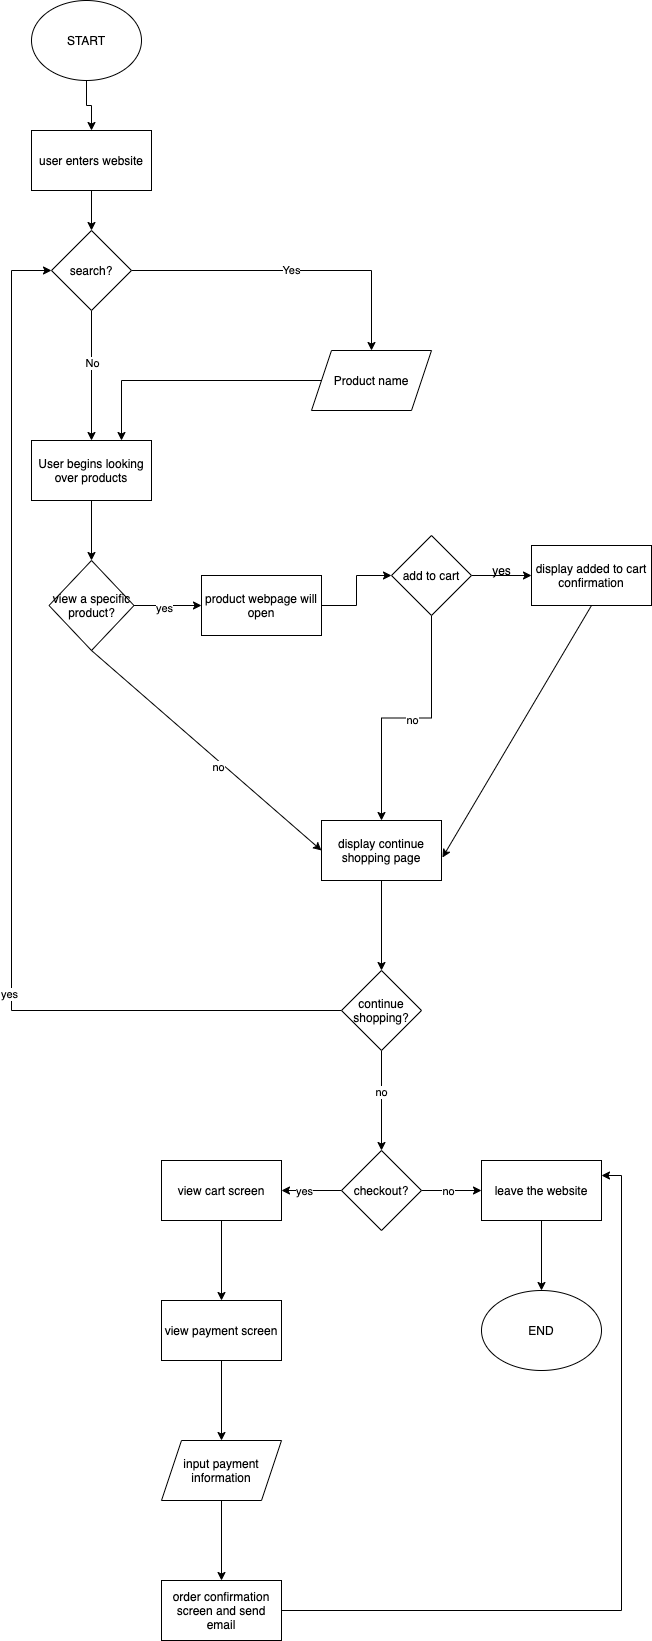 START
user enters website
search?
Yes
No
Product name
User begins looking
over products
view a specific
product?
yes
product webpage will
open
add to cart
yes
display added to cart
confirmation
no
no
display continue
shopping page
continue
shopping?
yes
no
view cart screen
yes
checkout?
no
leave the website
view payment screen
END
input payment
information
order confirmation
screen and send
email